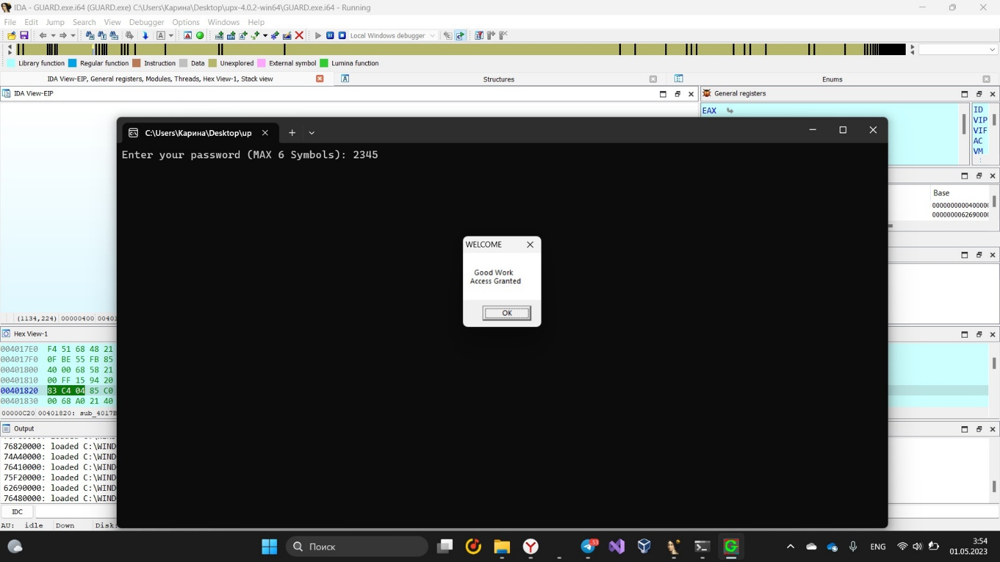 IDA - GUARD.exe.i64 (GUARD.exe) C:\Users\Карина\Desktop\upx-4.0.2-win64\GUARD.exe.i64 - Running
File Edit Jump Search View Debugger Options Windows Help
Local Windows debugger
Library function Regular function Instruction Data Unexplored External symbol Lumina function
IDA View-EIP, General registers, Modules, Threads, Hex View-1, Stack view Structures Enums
IDA View-EIP General registers
EAX ID
VIP
VIF
AC
VM
C:\Users\Карина\Desktop\up
Enter your password (MAX 6 Symbols): 2345
Base
0000000000400000
0000000062690000
WELCOME
Good Work
Access Granted
OK
(1134,224) 00000400 00401
Hex View-1
004017E0 F4 51 68 48 21
004017F0 0F BE 55 FB 85
00401800 40 00 68 58 21
00401810 00 FF 15 94 20
00401820 83 C4 04 85 C0
00401830 00 68 A0 21 40
00000C20 00401820: sub_4017B
Output
76820000: loaded C:\WIND
74A40000: loaded C:\WIND
76410000: loaded C:\WIND
75F20000: loaded C:\WIND
62690000: loaded C:\WIND
76480000: loaded C:\WIND
IDC
AU: idle Down Disk:
Поиск
53
ENG
3:54
01.05.2023